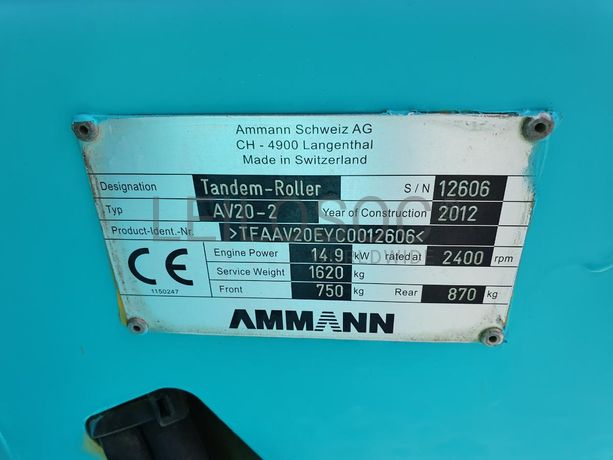 Ammann Schweiz AG
CH - 4900 Langenthal
Made in Switzerland
Designation Tandem-Roller S / N 12606
Typ AV20-2 Year of Construction 2012
Product-Ident.-Nr. >TFAAV20EYC0012606<
Engine Power 14.9 kW rated at 2400 rpm
Service Weight 1620 kg
Front 750 kg Rear 870 kg
CE
1150247
AMMANN